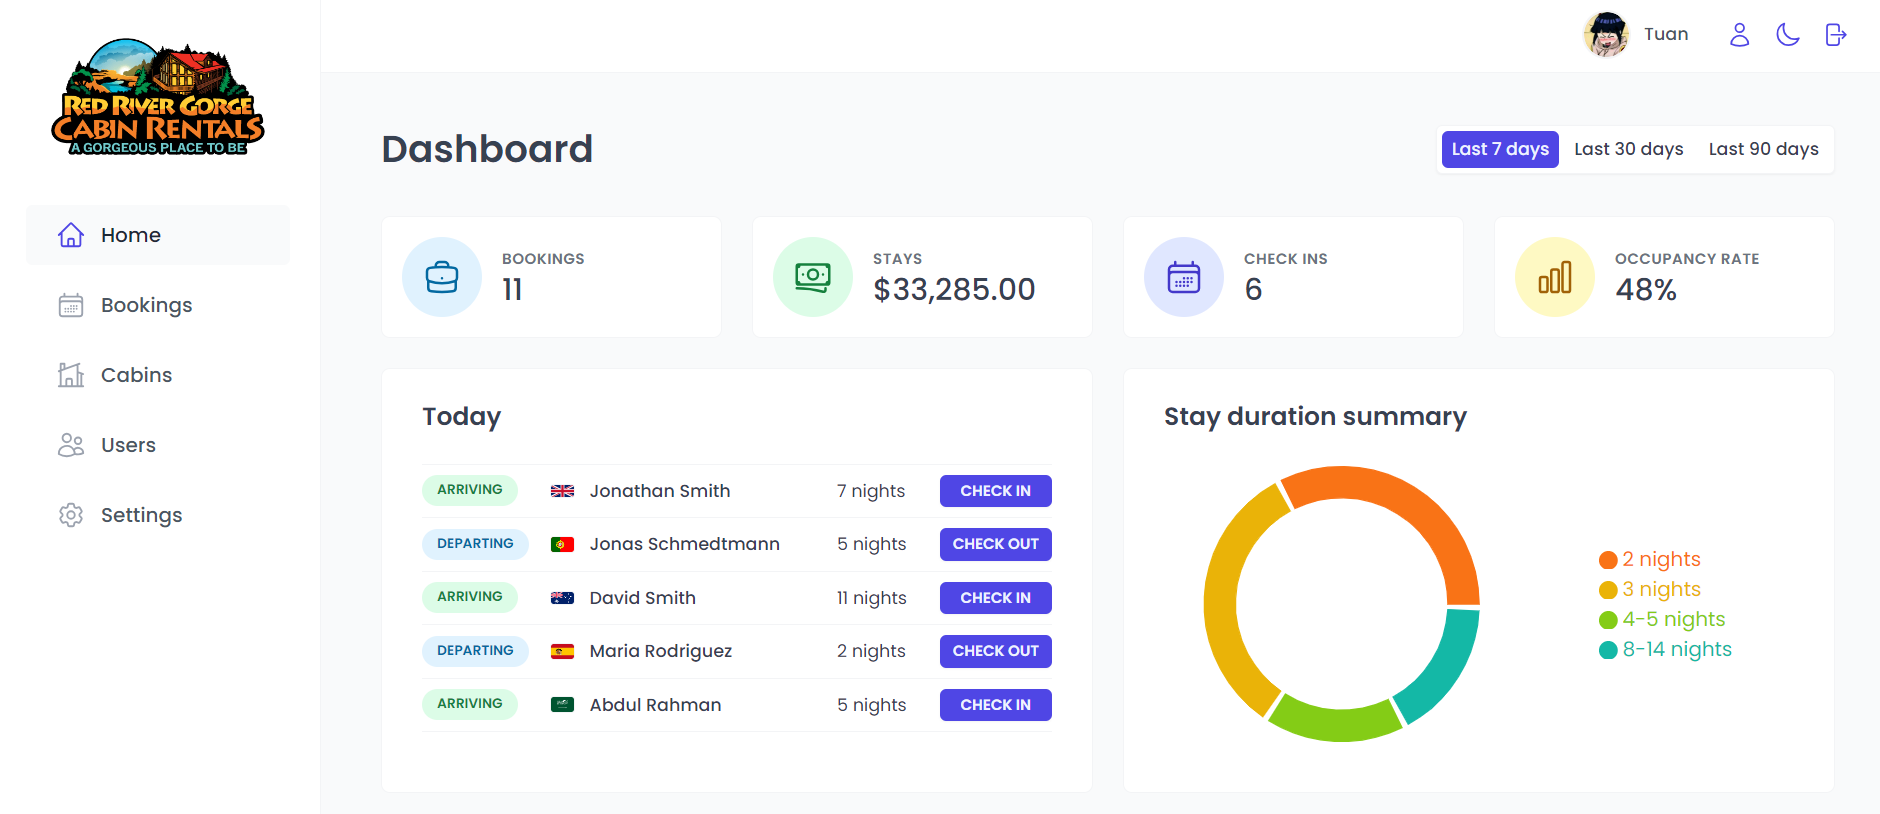 RED RIVER GORGE
CABIN RENTALS
A GORGEOUS PLACE TO BE
Home
Bookings
Cabins
Users
Settings
Tuan
Dashboard
Last 7 days Last 30 days Last 90 days
BOOKINGS
11
STAYS
$33,285.00
CHECK INS
6
OCCUPANCY RATE
48%
Today
ARRIVING Jonathan Smith 7 nights CHECK IN
DEPARTING Jonas Schmedtmann 5 nights CHECK OUT
ARRIVING David Smith 11 nights CHECK IN
DEPARTING Maria Rodriguez 2 nights CHECK OUT
ARRIVING Abdul Rahman 5 nights CHECK IN
Stay duration summary
2 nights
3 nights
4-5 nights
8-14 nights